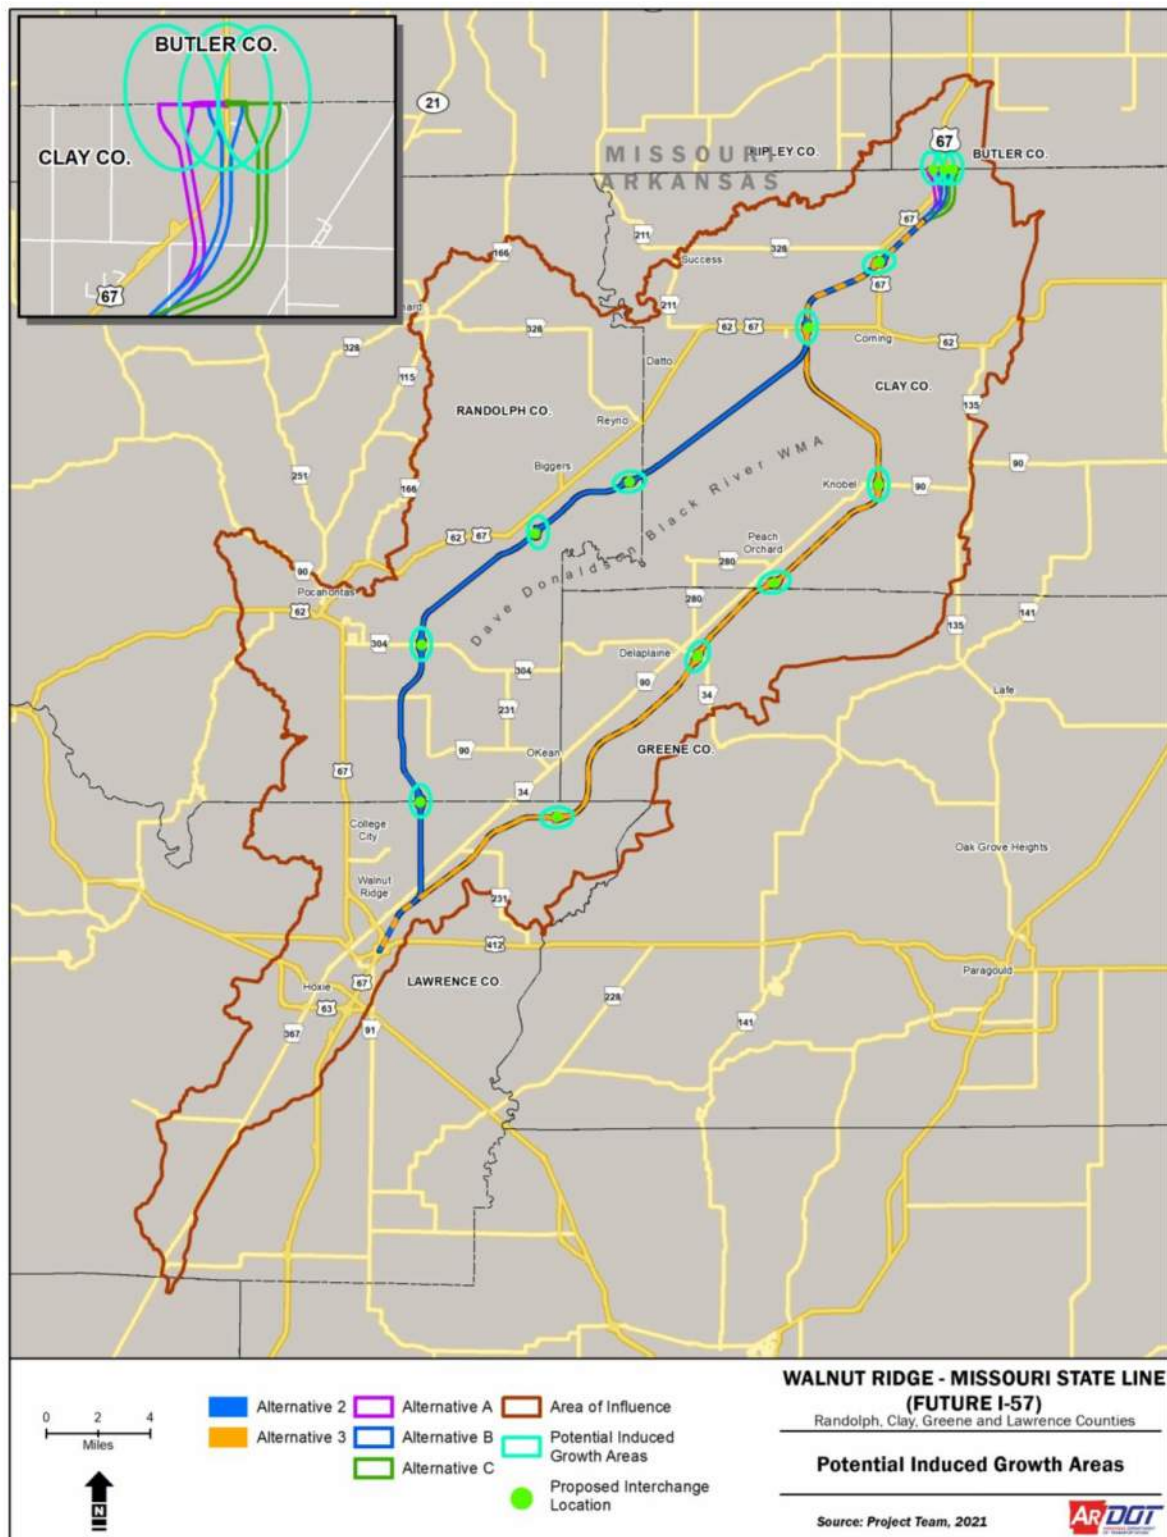 BUTLER CO.
CLAY CO.
67
21
MISSOURI
ARKANSAS
RIPLEY CO.
BUTLER CO.
67
67
211
328
166
Success
67
211
328
62
67
Corning
62
328
Datto
115
CLAY CO.
135
RANDOLPH CO.
Reyno
251
Biggers
166
Dave Donaldson Black River WMA
90
Knobel
90
62
67
Peach
Orchard
280
90
Pocahontas
62
280
141
135
304
Delaplaine
304
90
34
Lafe
231
GREENE CO.
90
OKean
67
34
College
City
Oak Grove Heights
Walnut
Ridge
231
412
Paragould
67
LAWRENCE CO.
Hoxie
63
228
367
91
141
0 2 4
Miles
N
Alternative 2
Alternative 3
Alternative A
Alternative B
Alternative C
Area of Influence
Potential Induced
Growth Areas
Proposed Interchange
Location
WALNUT RIDGE - MISSOURI STATE LINE
(FUTURE I-57)
Randolph, Clay, Greene and Lawrence Counties
Potential Induced Growth Areas
Source: Project Team, 2021
ARDOT